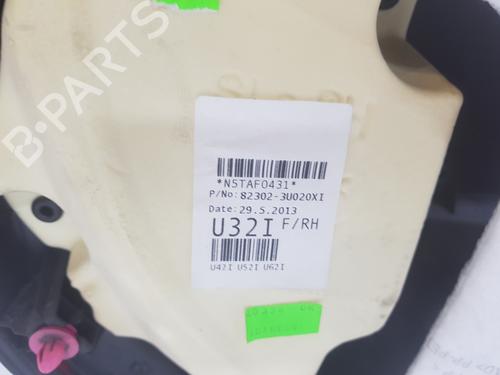 B-PARTS
*N5TAF0431*
P/No: 82302-3U020XI
Date: 29.5.2013
U32I F/RH
U42I U52I U62I